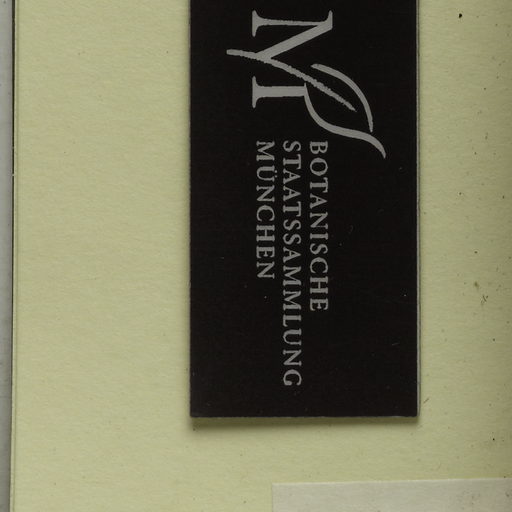 M
BOTANISCHE
STAATSSAMMLUNG
MÜNCHEN